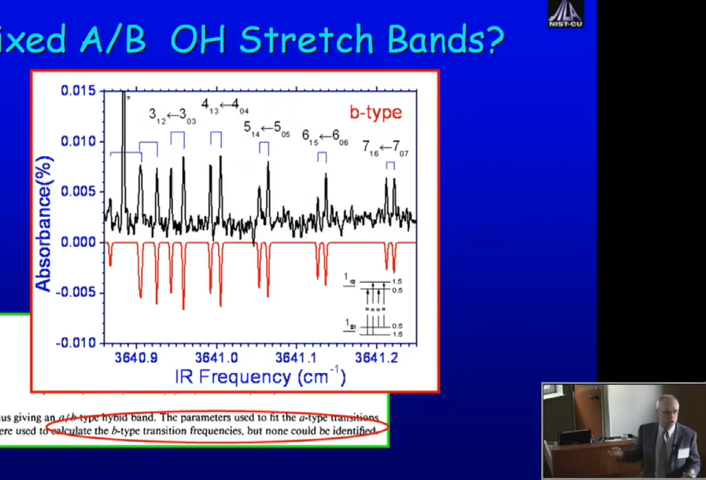 ixed A/B OH Stretch Bands?
NIST-CU
b-type
3₁₂←3₀₃
4₁₃←4₀₄
5₁₄←5₀₅
6₁₅←6₀₆
7₁₆←7₀₇
*
0.015
0.010
0.005
0.000
-0.005
-0.010
Absorbance(%)
1₁₀
1.5
0.5
1₀₁
0.5
1.5
3640.9 3641.0 3641.1 3641.2
IR Frequency (cm⁻¹)
us giving an a/b-type hybid band. The parameters used to fit the a-type transitions
ere used to calculate the b-type transition frequencies, but none could be identified.